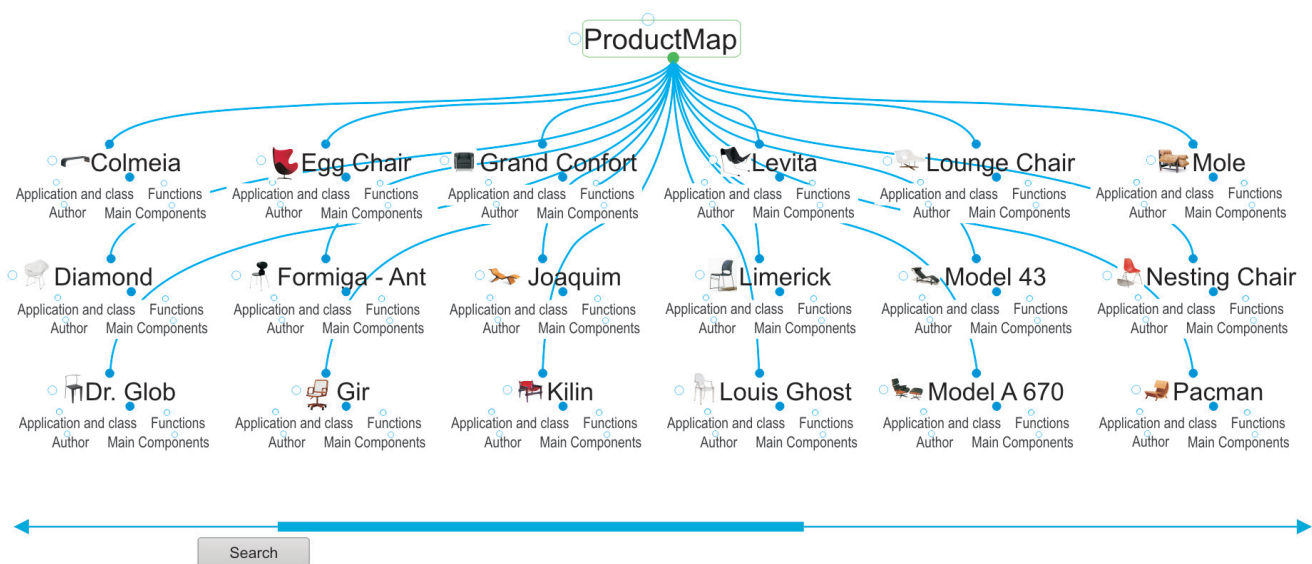 ProductMap
Colmeia Egg Chair Grand Confort Levita Lounge Chair Mole
Application and class Functions Application and class Functions Application and class Functions Application and class Functions Application and class Functions Application and class Functions
Author Main Components Author Main Components Author Main Components Author Main Components Author Main Components Author Main Components
Diamond Formiga - Ant Joaquim Limerick Model 43 Nesting Chair
Application and class Functions Application and class Functions Application and class Functions Application and class Functions Application and class Functions Application and class Functions
Author Main Components Author Main Components Author Main Components Author Main Components Author Main Components Author Main Components
Dr. Glob Gir Kilin Louis Ghost Model A 670 Pacman
Application and class Functions Application and class Functions Application and class Functions Application and class Functions Application and class Functions Application and class Functions
Author Main Components Author Main Components Author Main Components Author Main Components Author Main Components Author Main Components
Search